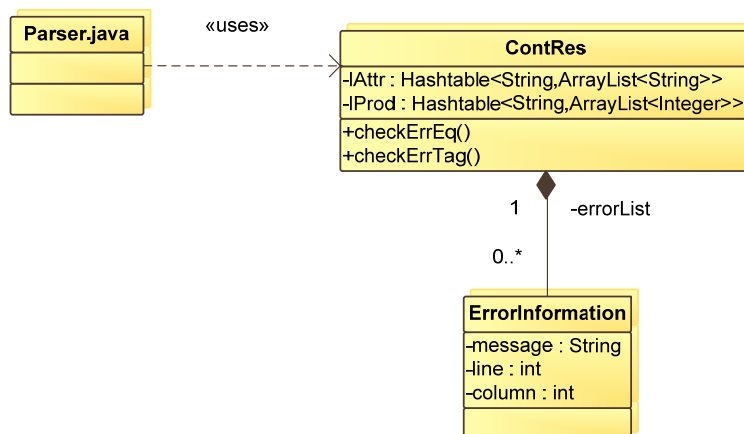 Parser.java
«uses»
ContRes
-lAttr : Hashtable<String,ArrayList<String>>
-lProd : Hashtable<String,ArrayList<Integer>>
+checkErrEq()
+checkErrTag()
1
-errorList
0..*
ErrorInformation
-message : String
-line : int
-column : int